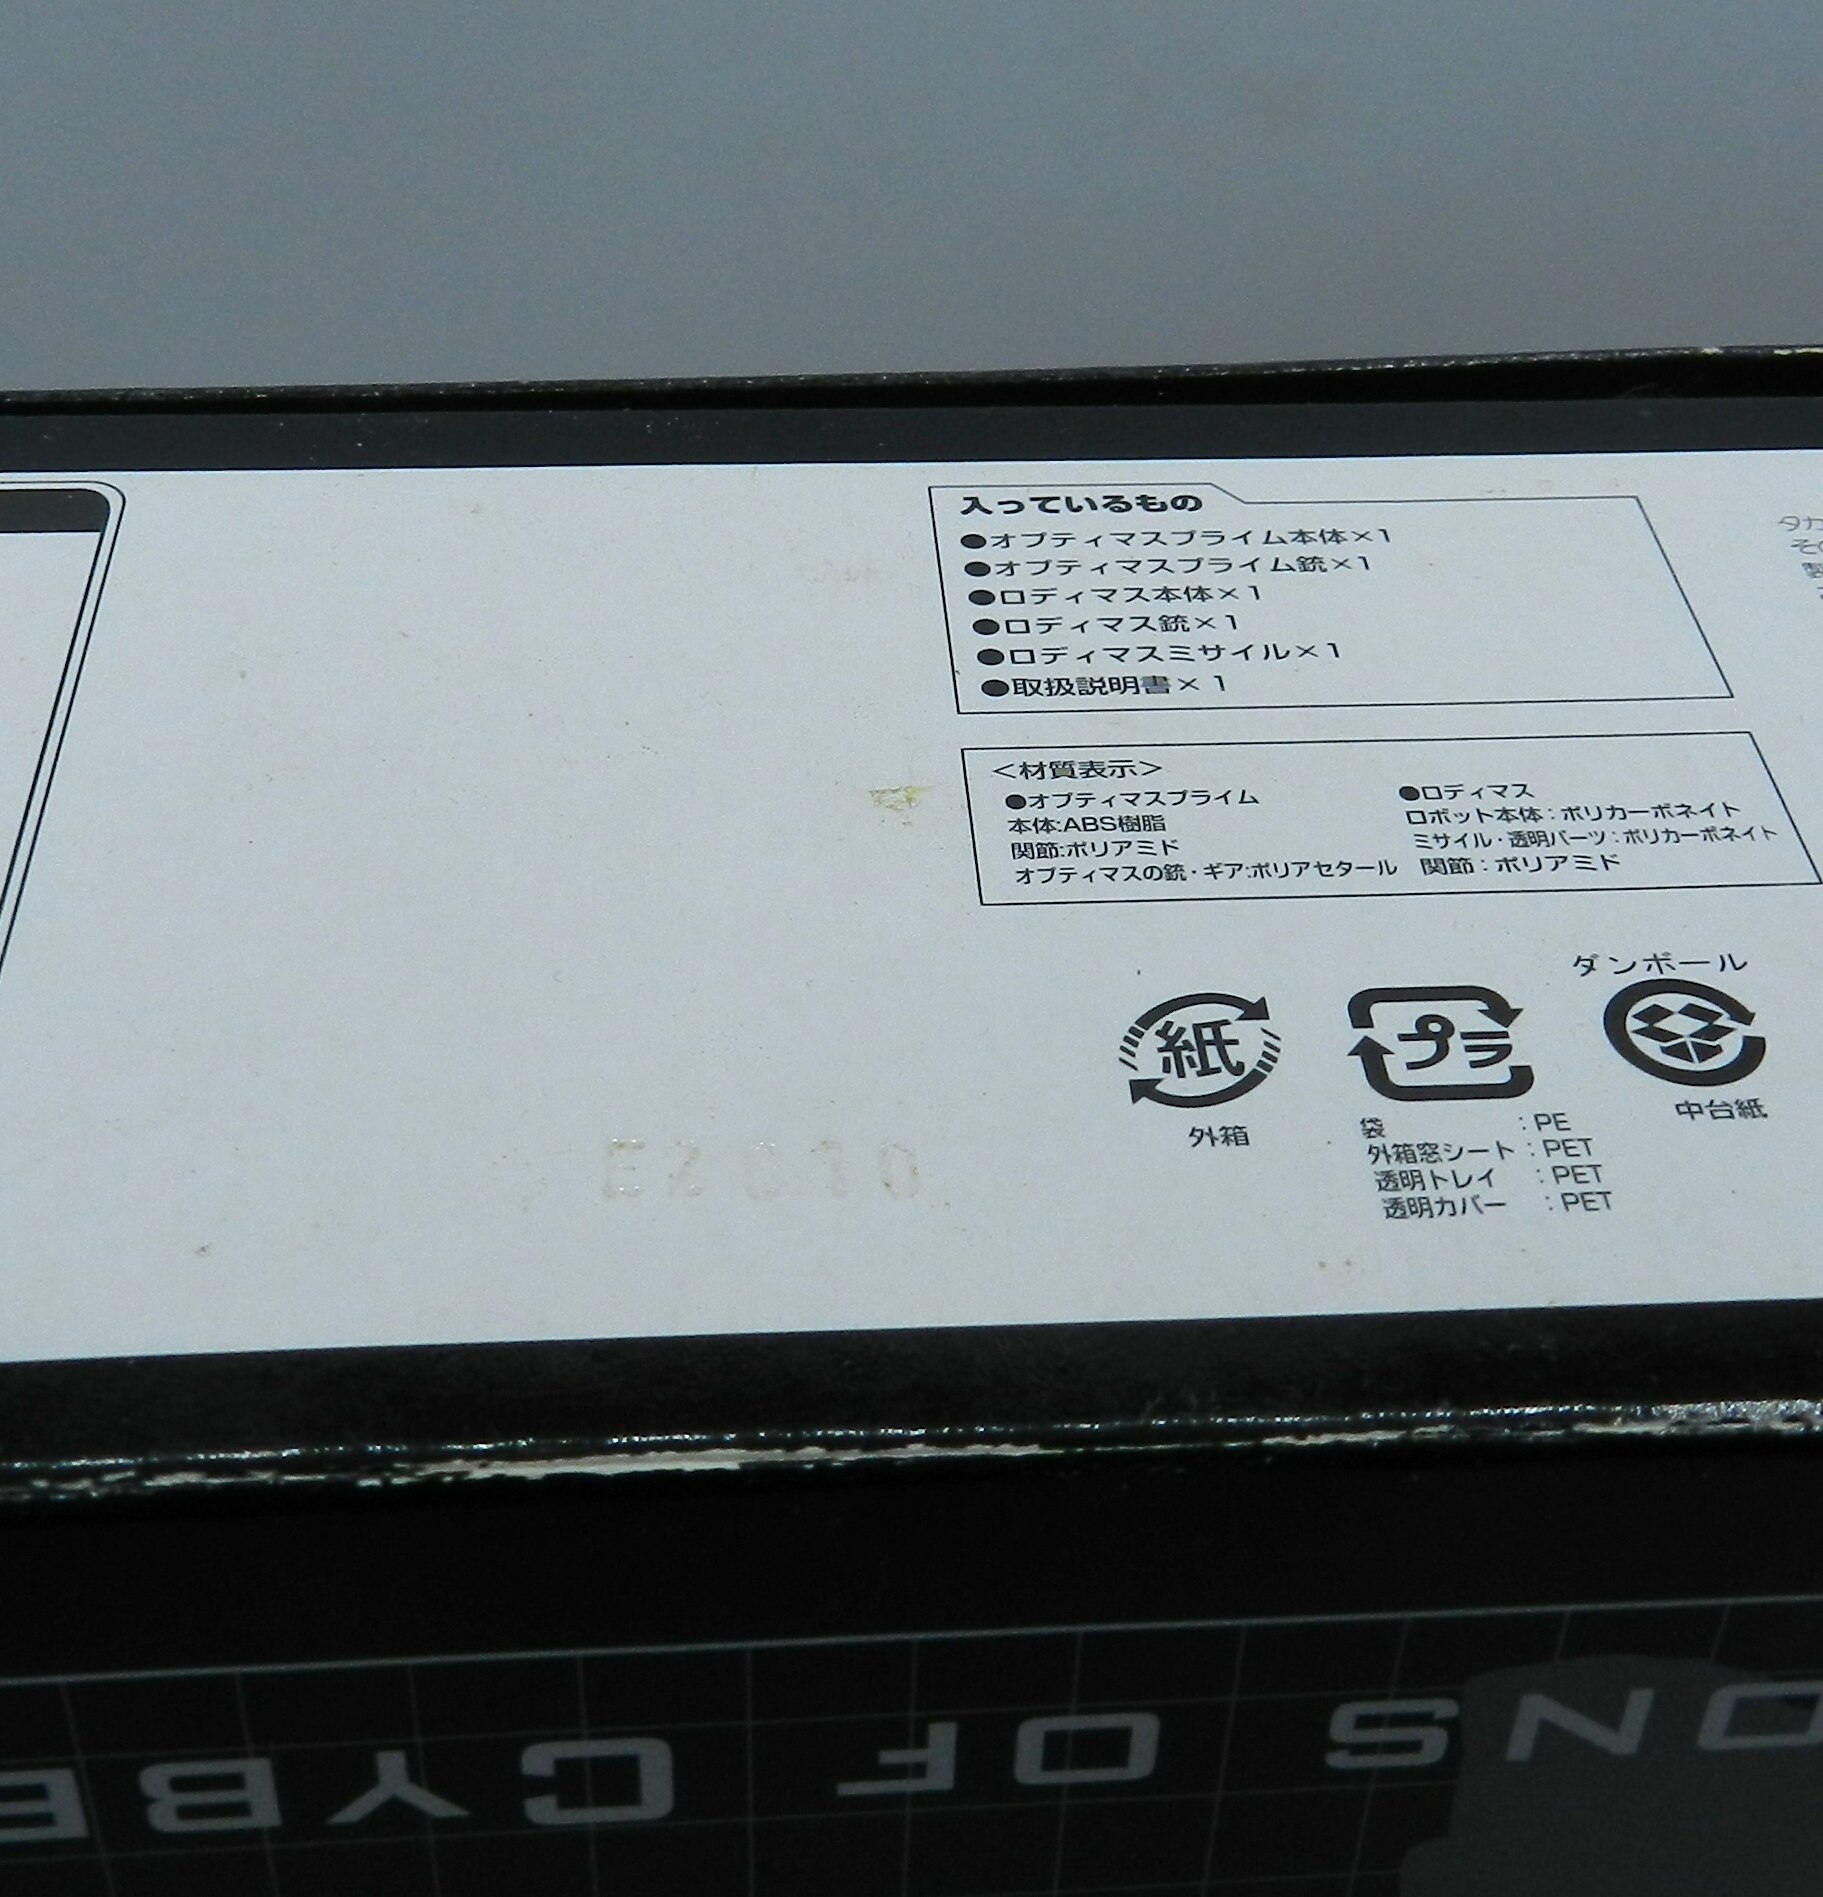 入っているもの
●オプティマスプライム本体×1
●オプティマスプライム銃×1
●ロディマス本体×1
●ロディマス銃×1
●ロディマスミサイル×1
●取扱説明書×1
＜材質表示＞
●オプティマスプライム
本体:ABS樹脂
関節:ポリアミド
オプティマスの銃・ギア:ポリアセタール
●ロディマス
ロボット本体：ポリカーボネイト
ミサイル・透明パーツ：ポリカーボネイト
関節：ポリアミド
紙
外箱
プラ
袋：PE
外箱窓シート：PET
透明トレイ：PET
透明カバー：PET
ダンボール
中台紙
ONS OF CYBE